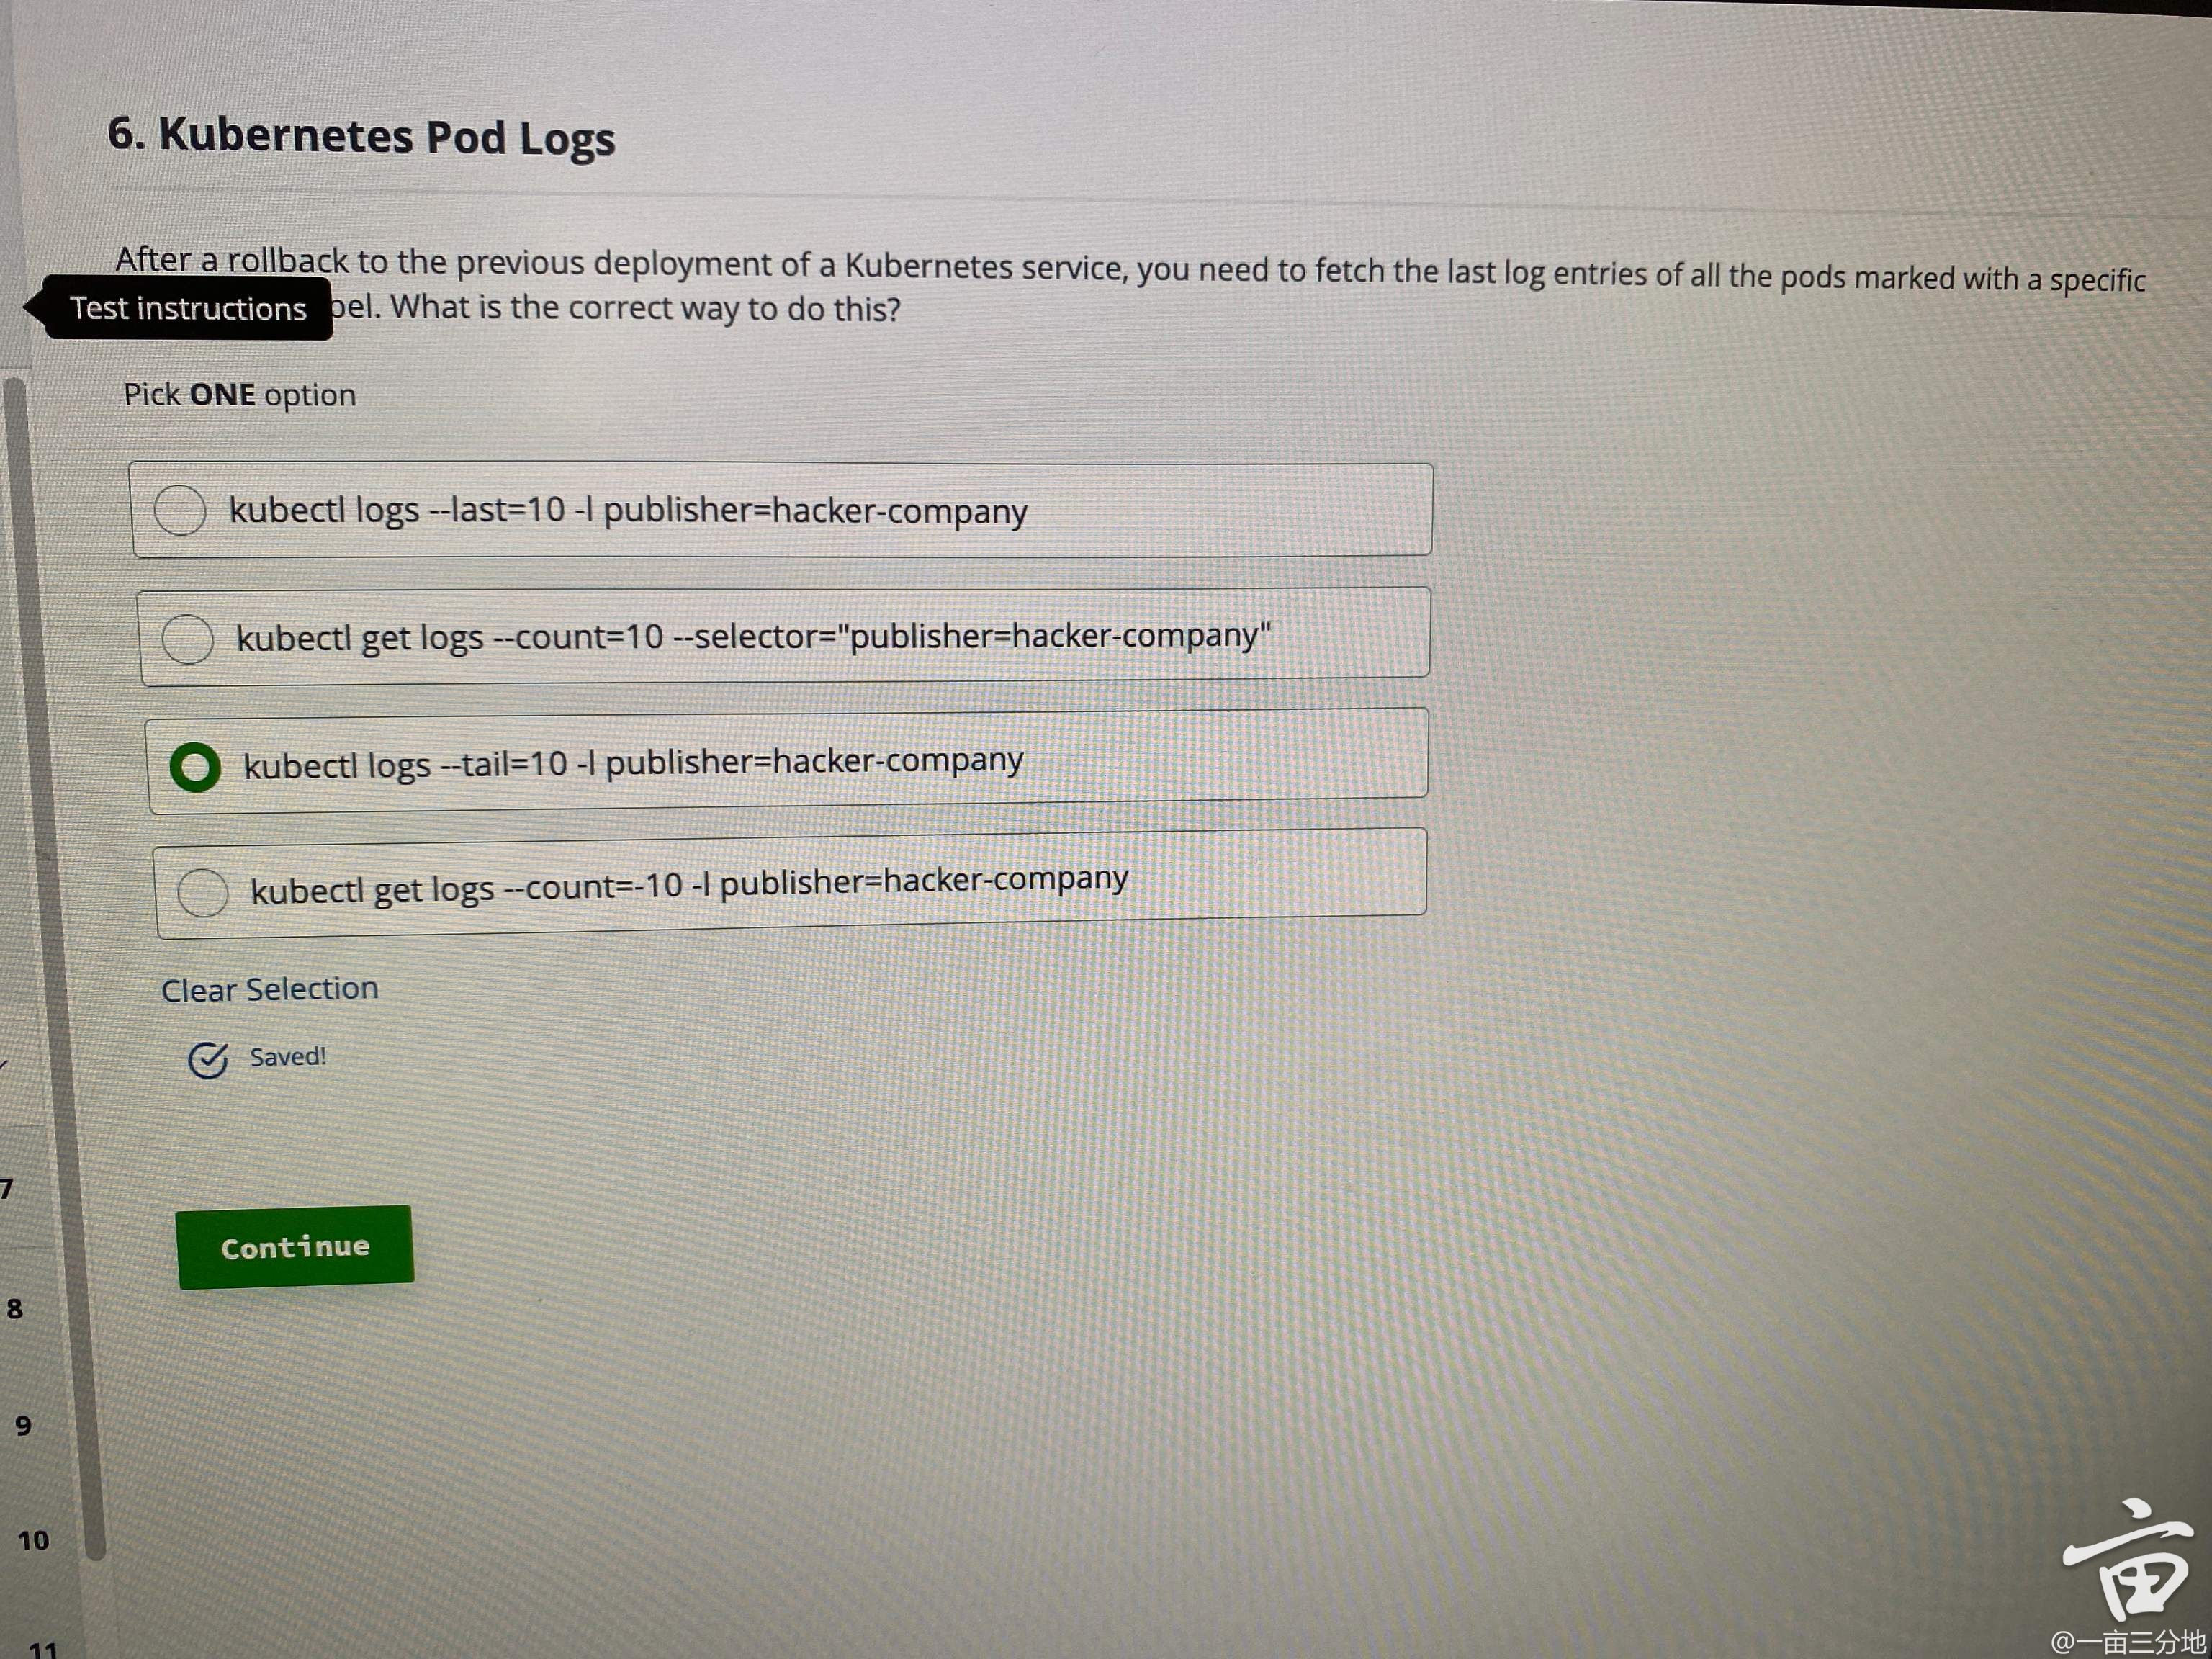 6. Kubernetes Pod Logs
After a rollback to the previous deployment of a Kubernetes service, you need to fetch the last log entries of all the pods marked with a specific
Test instructions bel. What is the correct way to do this?
Pick ONE option
kubectl logs --last=10 -l publisher=hacker-company
kubectl get logs --count=10 --selector="publisher=hacker-company"
kubectl logs --tail=10 -l publisher=hacker-company
kubectl get logs --count=-10 -l publisher=hacker-company
Clear Selection
Saved!
7
Continue
8
9
10
11
亩
@一亩三分地